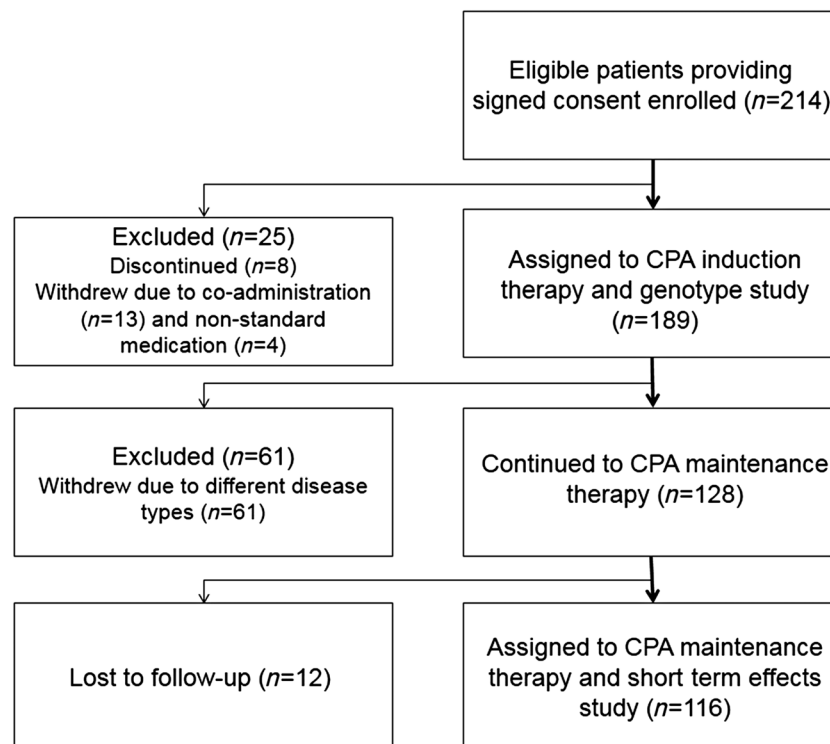 Eligible patients providing
signed consent enrolled (n=214)
Excluded (n=25)
Discontinued (n=8)
Withdrew due to co-administration
(n=13) and non-standard
medication (n=4)
Assigned to CPA induction
therapy and genotype study
(n=189)
Excluded (n=61)
Withdrew due to different disease
types (n=61)
Continued to CPA maintenance
therapy (n=128)
Lost to follow-up (n=12)
Assigned to CPA maintenance
therapy and short term effects
study (n=116)